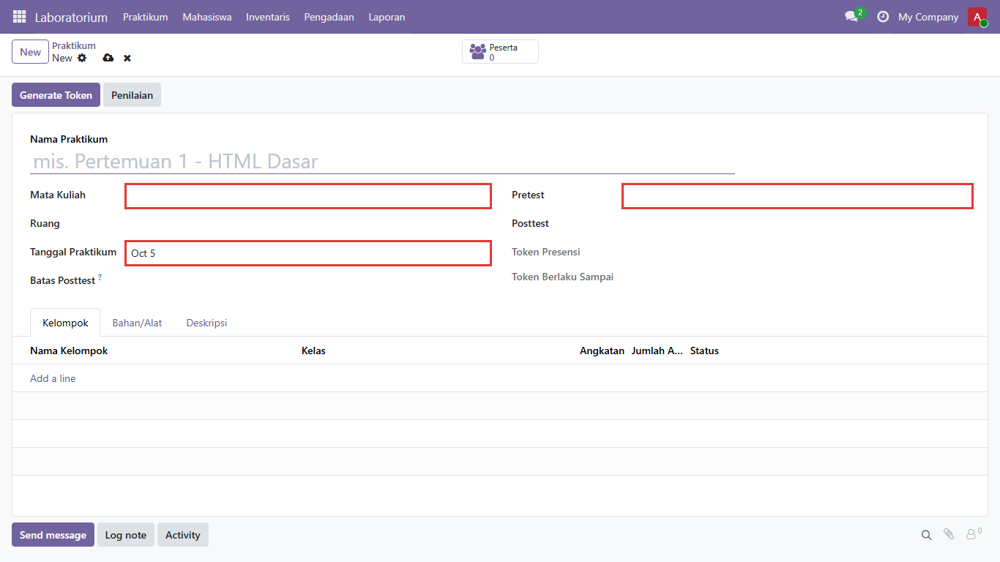 Laboratorium Praktikum Mahasiswa Inventaris Pengadaan Laporan 2 My Company A
New Praktikum
New
Peserta
0
Generate Token Penilaian
Nama Praktikum
mis. Pertemuan 1 - HTML Dasar
Mata Kuliah
Pretest
Ruang
Posttest
Tanggal Praktikum Oct 5
Token Presensi
Batas Posttest ?
Token Berlaku Sampai
Kelompok Bahan/Alat Deskripsi
Nama Kelompok Kelas Angkatan Jumlah A... Status
Add a line
Send message Log note Activity 0